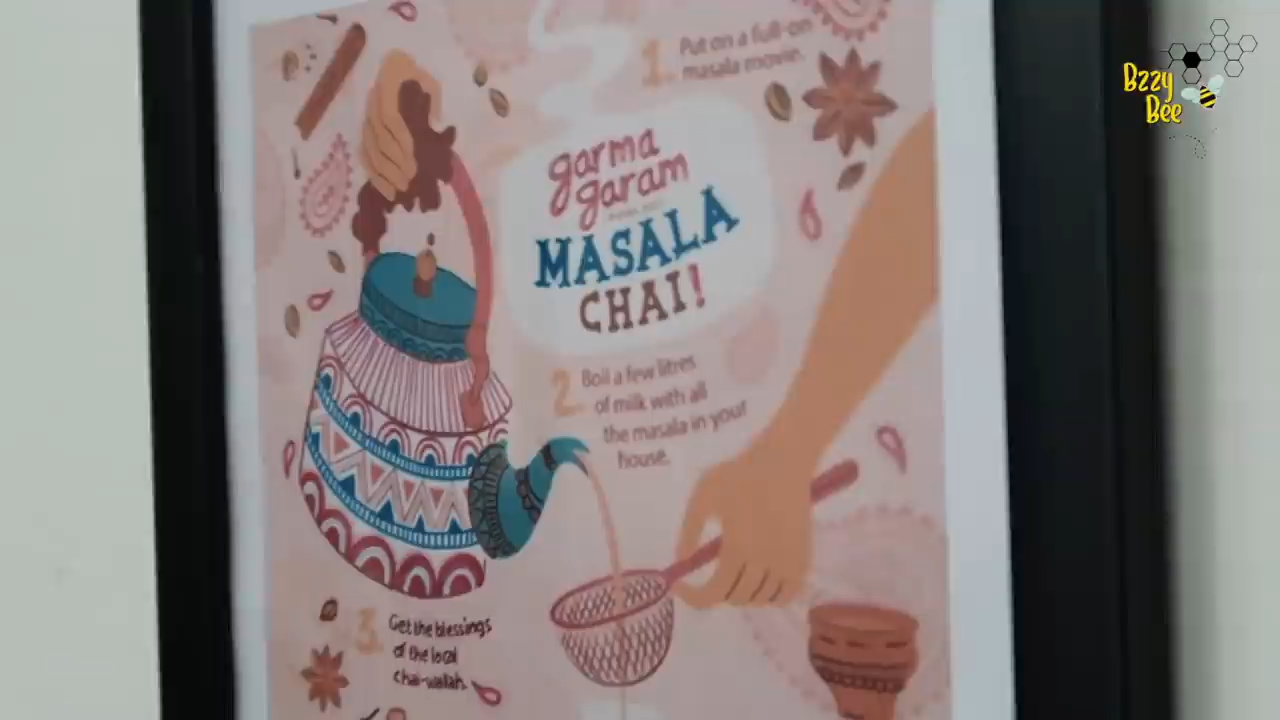 1. Put on a full-on
masala movie.
garma
garam
MASALA
CHAI!
2. Boil a few litres
of milk with all
the masala in your
house.
3. Get the blessings
of the local
chai-wallah.
Bzzy
Bee